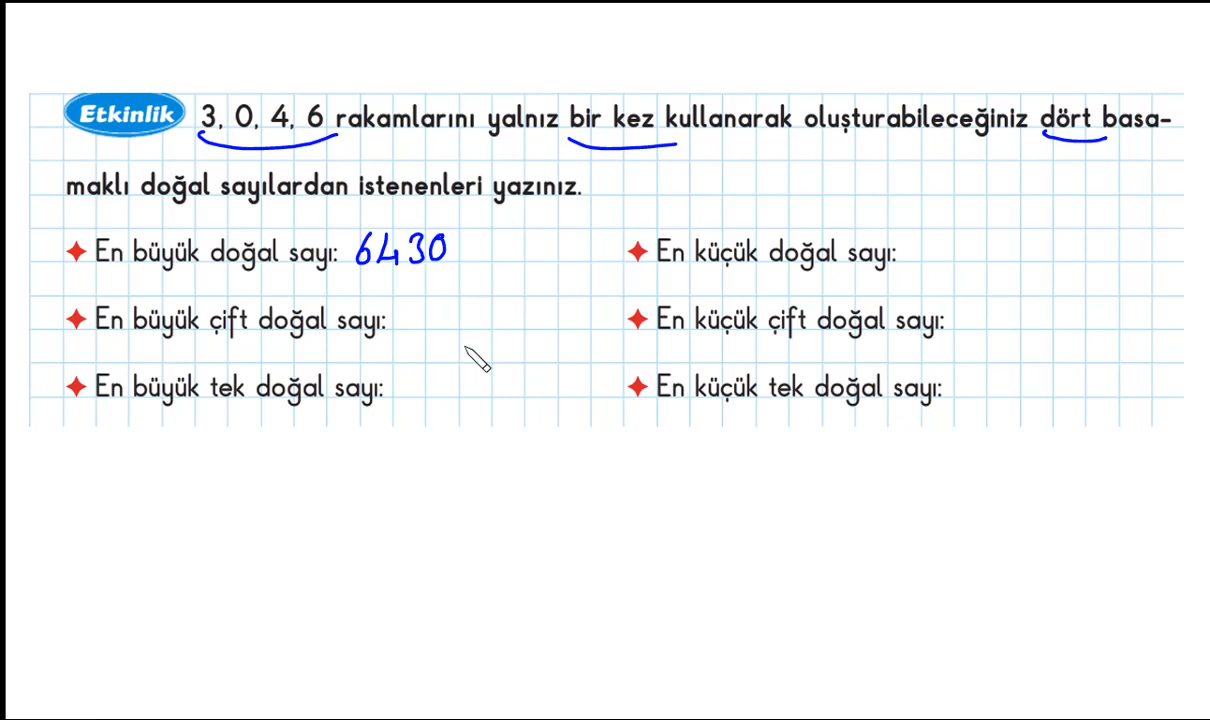 Etkinlik 3, 0, 4, 6 rakamlarını yalnız bir kez kullanarak oluşturabileceğiniz dört basa-
maklı doğal sayılardan istenenleri yazınız.
En büyük doğal sayı: 6430
En küçük doğal sayı:
En büyük çift doğal sayı:
En küçük çift doğal sayı:
En büyük tek doğal sayı:
En küçük tek doğal sayı: